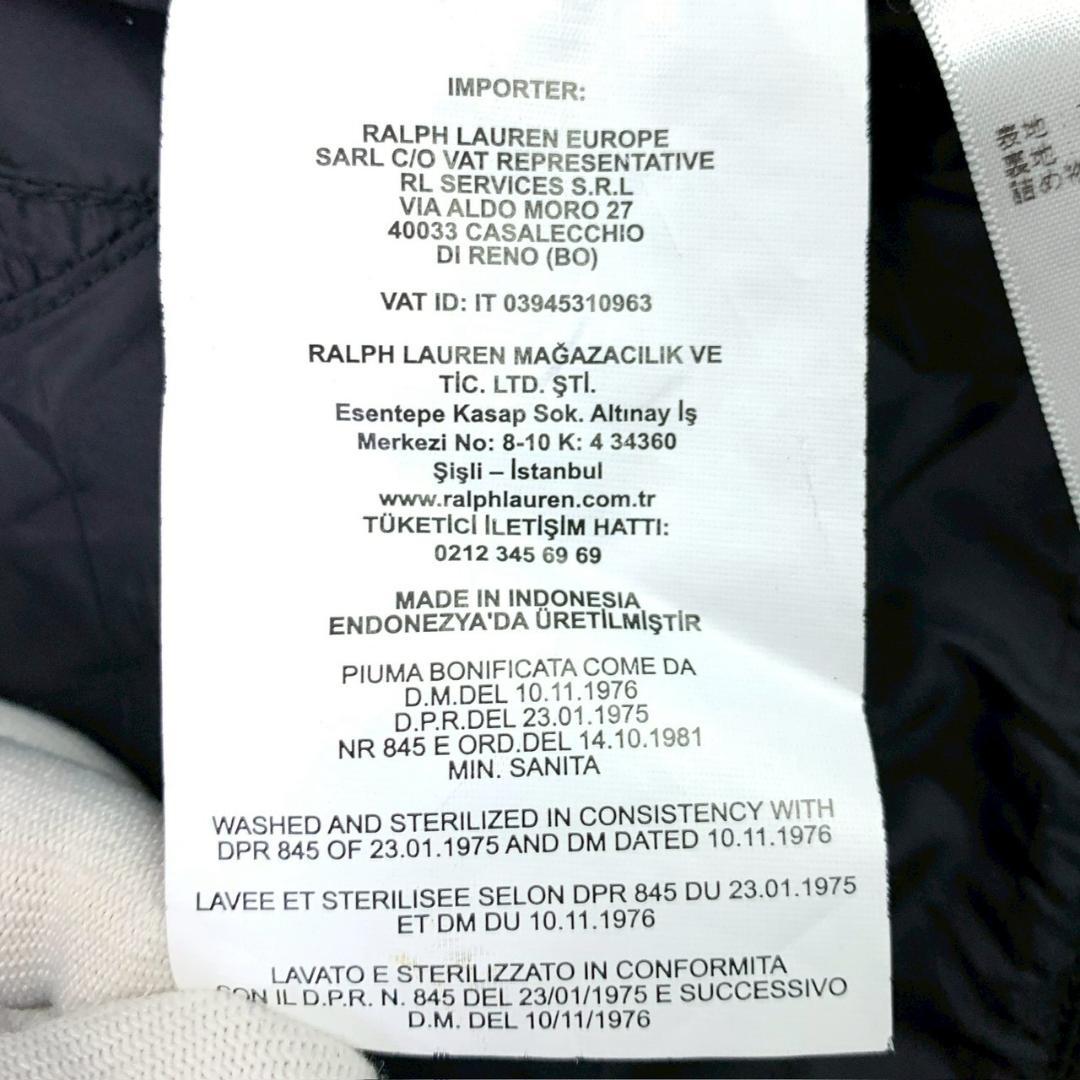 IMPORTER:
RALPH LAUREN EUROPE
SARL C/O VAT REPRESENTATIVE
RL SERVICES S.R.L
VIA ALDO MORO 27
40033 CASALECCHIO
DI RENO (BO)
VAT ID: IT 03945310963
RALPH LAUREN MAĞAZACILIK VE
TİC. LTD. ŞTİ.
Esentepe Kasap Sok. Altınay İş
Merkezi No: 8-10 K: 4 34360
Şişli – İstanbul
www.ralphlauren.com.tr
TÜKETİCİ İLETİŞİM HATTI:
0212 345 69 69
MADE IN INDONESIA
ENDONEZYA'DA ÜRETİLMİŞTİR
PIUMA BONIFICATA COME DA
D.M.DEL 10.11.1976
D.P.R.DEL 23.01.1975
NR 845 E ORD.DEL 14.10.1981
MIN. SANITA
WASHED AND STERILIZED IN CONSISTENCY WITH
DPR 845 OF 23.01.1975 AND DM DATED 10.11.1976
LAVEE ET STERILISEE SELON DPR 845 DU 23.01.1975
ET DM DU 10.11.1976
LAVATO E STERILIZZATO IN CONFORMITA
CON IL D.P.R. N. 845 DEL 23/01/1975 E SUCCESSIVO
D.M. DEL 10/11/1976
表地
裏地
詰め物